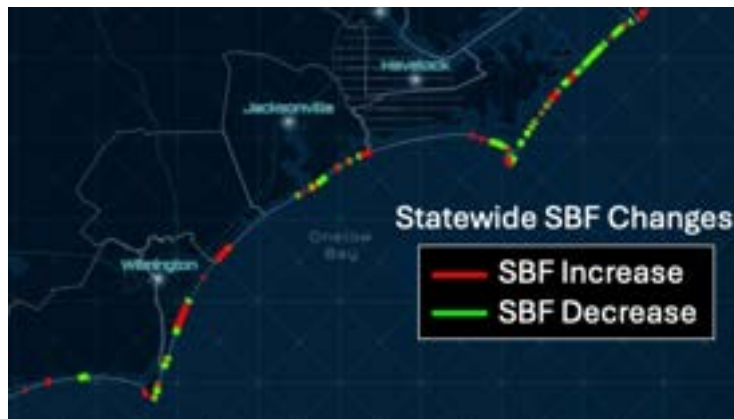 Havelock
Jacksonville
Statewide SBF Changes
Onslow
Bay
SBF Increase
Wilmington
SBF Decrease